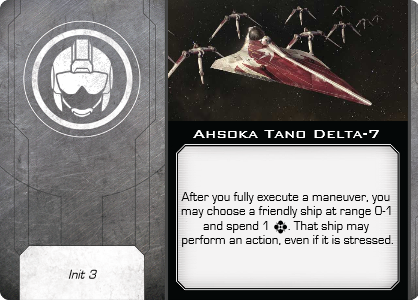 Ahsoka Tano Delta-7
After you fully execute a maneuver, you
may choose a friendly ship at range 0-1
and spend 1 . That ship may
perform an action, even if it is stressed.
Init 3